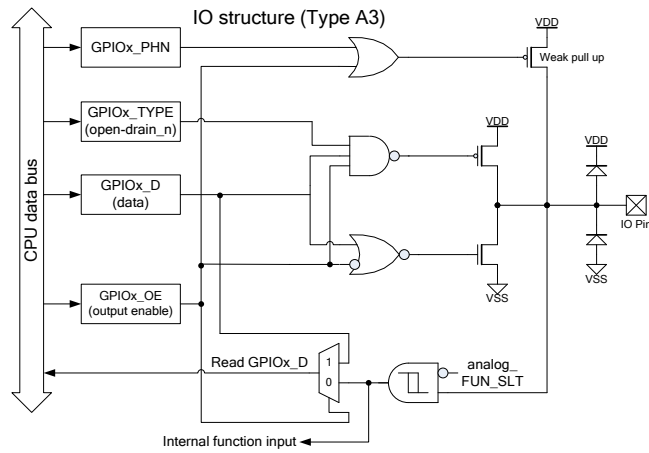 IO structure (Type A3)
VDD
GPIOx_PHN
Weak pull up
GPIOx_TYPE
(open-drain_n)
VDD
VDD
GPIOx_D
(data)
CPU data bus
IO Pin
GPIOx_OE
(output enable)
VSS
VSS
Read GPIOx_D
1
0
analog_
FUN_SLT
Internal function input